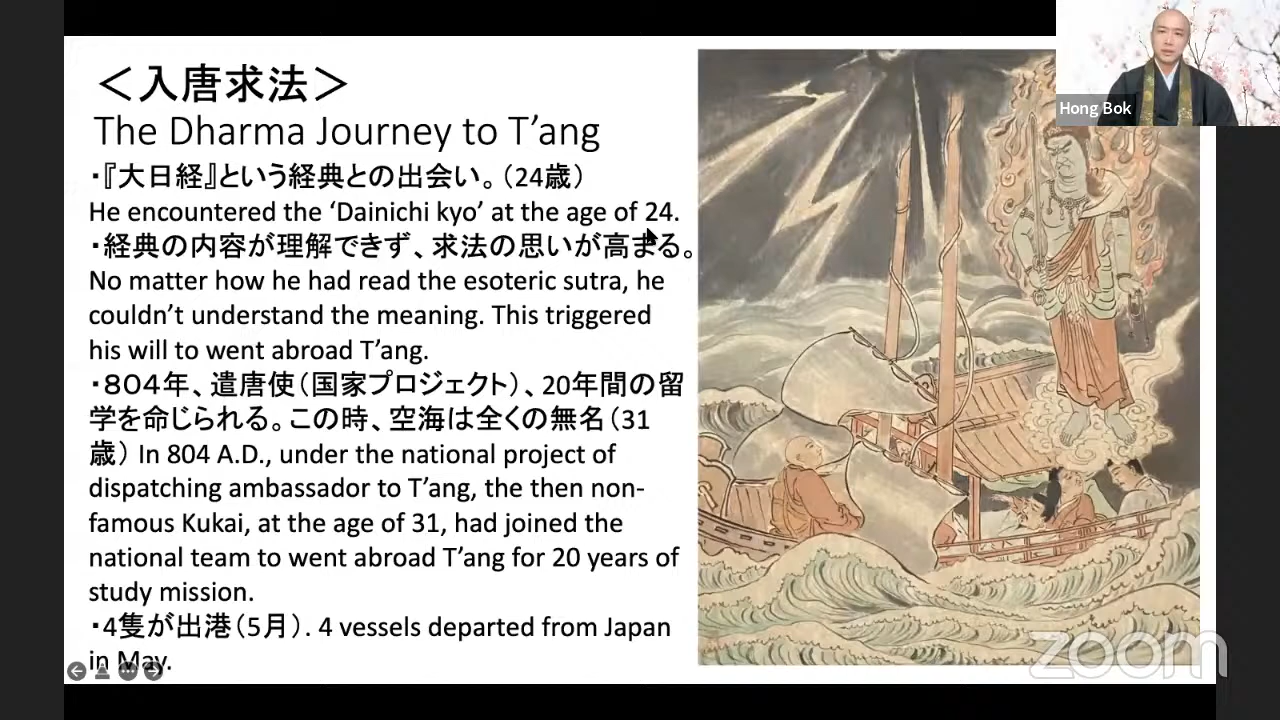 ＜入唐求法＞
The Dharma Journey to T’ang
・『大日経』という経典との出会い。（24歳）
He encountered the ‘Dainichi kyo’ at the age of 24.
・経典の内容が理解できず、求法の思いが高まる。
No matter how he had read the esoteric sutra, he
couldn’t understand the meaning. This triggered
his will to went abroad T’ang.
・８０４年、遣唐使（国家プロジェクト）、20年間の留
学を命じられる。この時、空海は全くの無名（31
歳） In 804 A.D., under the national project of
dispatching ambassador to T’ang, the then non-
famous Kukai, at the age of 31, had joined the
national team to went abroad T’ang for 20 years of
study mission.
・4隻が出港（5月）. 4 vessels departed from Japan
in May.
Hong Bok
zoom